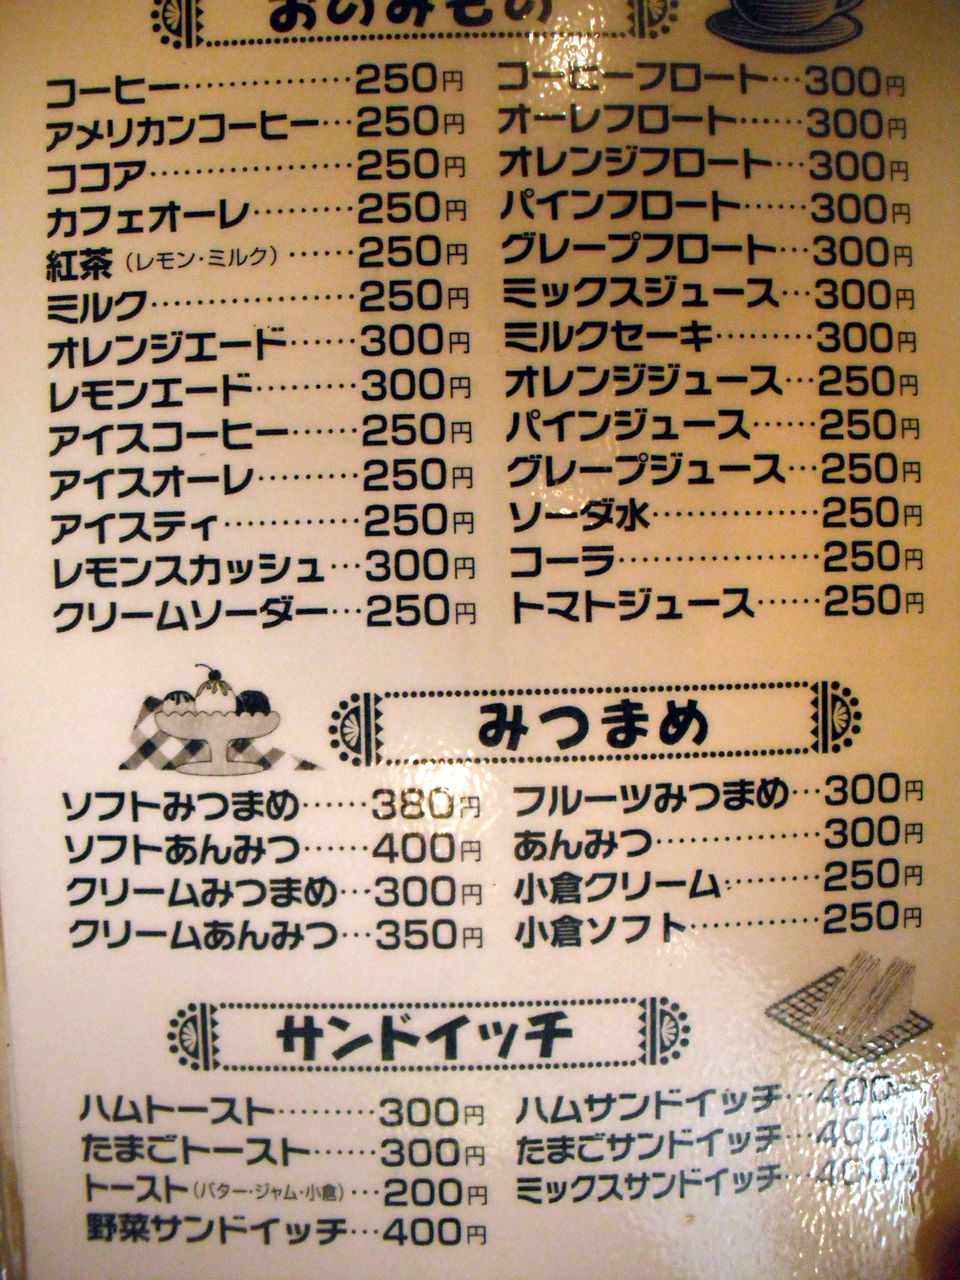 おのみもの
コーヒー…………250円
アメリカンコーヒー…250円
ココア……………250円
カフェオーレ………250円
紅茶（レモン・ミルク）……250円
ミルク……………250円
オレンジエード……300円
レモンエード………300円
アイスコーヒー……250円
アイスオーレ………250円
アイスティ…………250円
レモンスカッシュ…300円
クリームソーダー…250円
コーヒーフロート…300円
オーレフロート……300円
オレンジフロート…300円
パインフロート……300円
グレープフロート…300円
ミックスジュース…300円
ミルクセーキ………300円
オレンジジュース…250円
パインジュース……250円
グレープジュース…250円
ソーダ水……………250円
コーラ………………250円
トマトジュース……250円
みつまめ
ソフトみつまめ……380円
ソフトあんみつ……400円
クリームみつまめ…300円
クリームあんみつ…350円
フルーツみつまめ…300円
あんみつ……………300円
小倉クリーム………250円
小倉ソフト…………250円
サンドイッチ
ハムトースト………300円
たまごトースト……300円
トースト（バター・ジャム・小倉）…200円
野菜サンドイッチ…400円
ハムサンドイッチ…400
たまごサンドイッチ…400
ミックスサンドイッチ…400